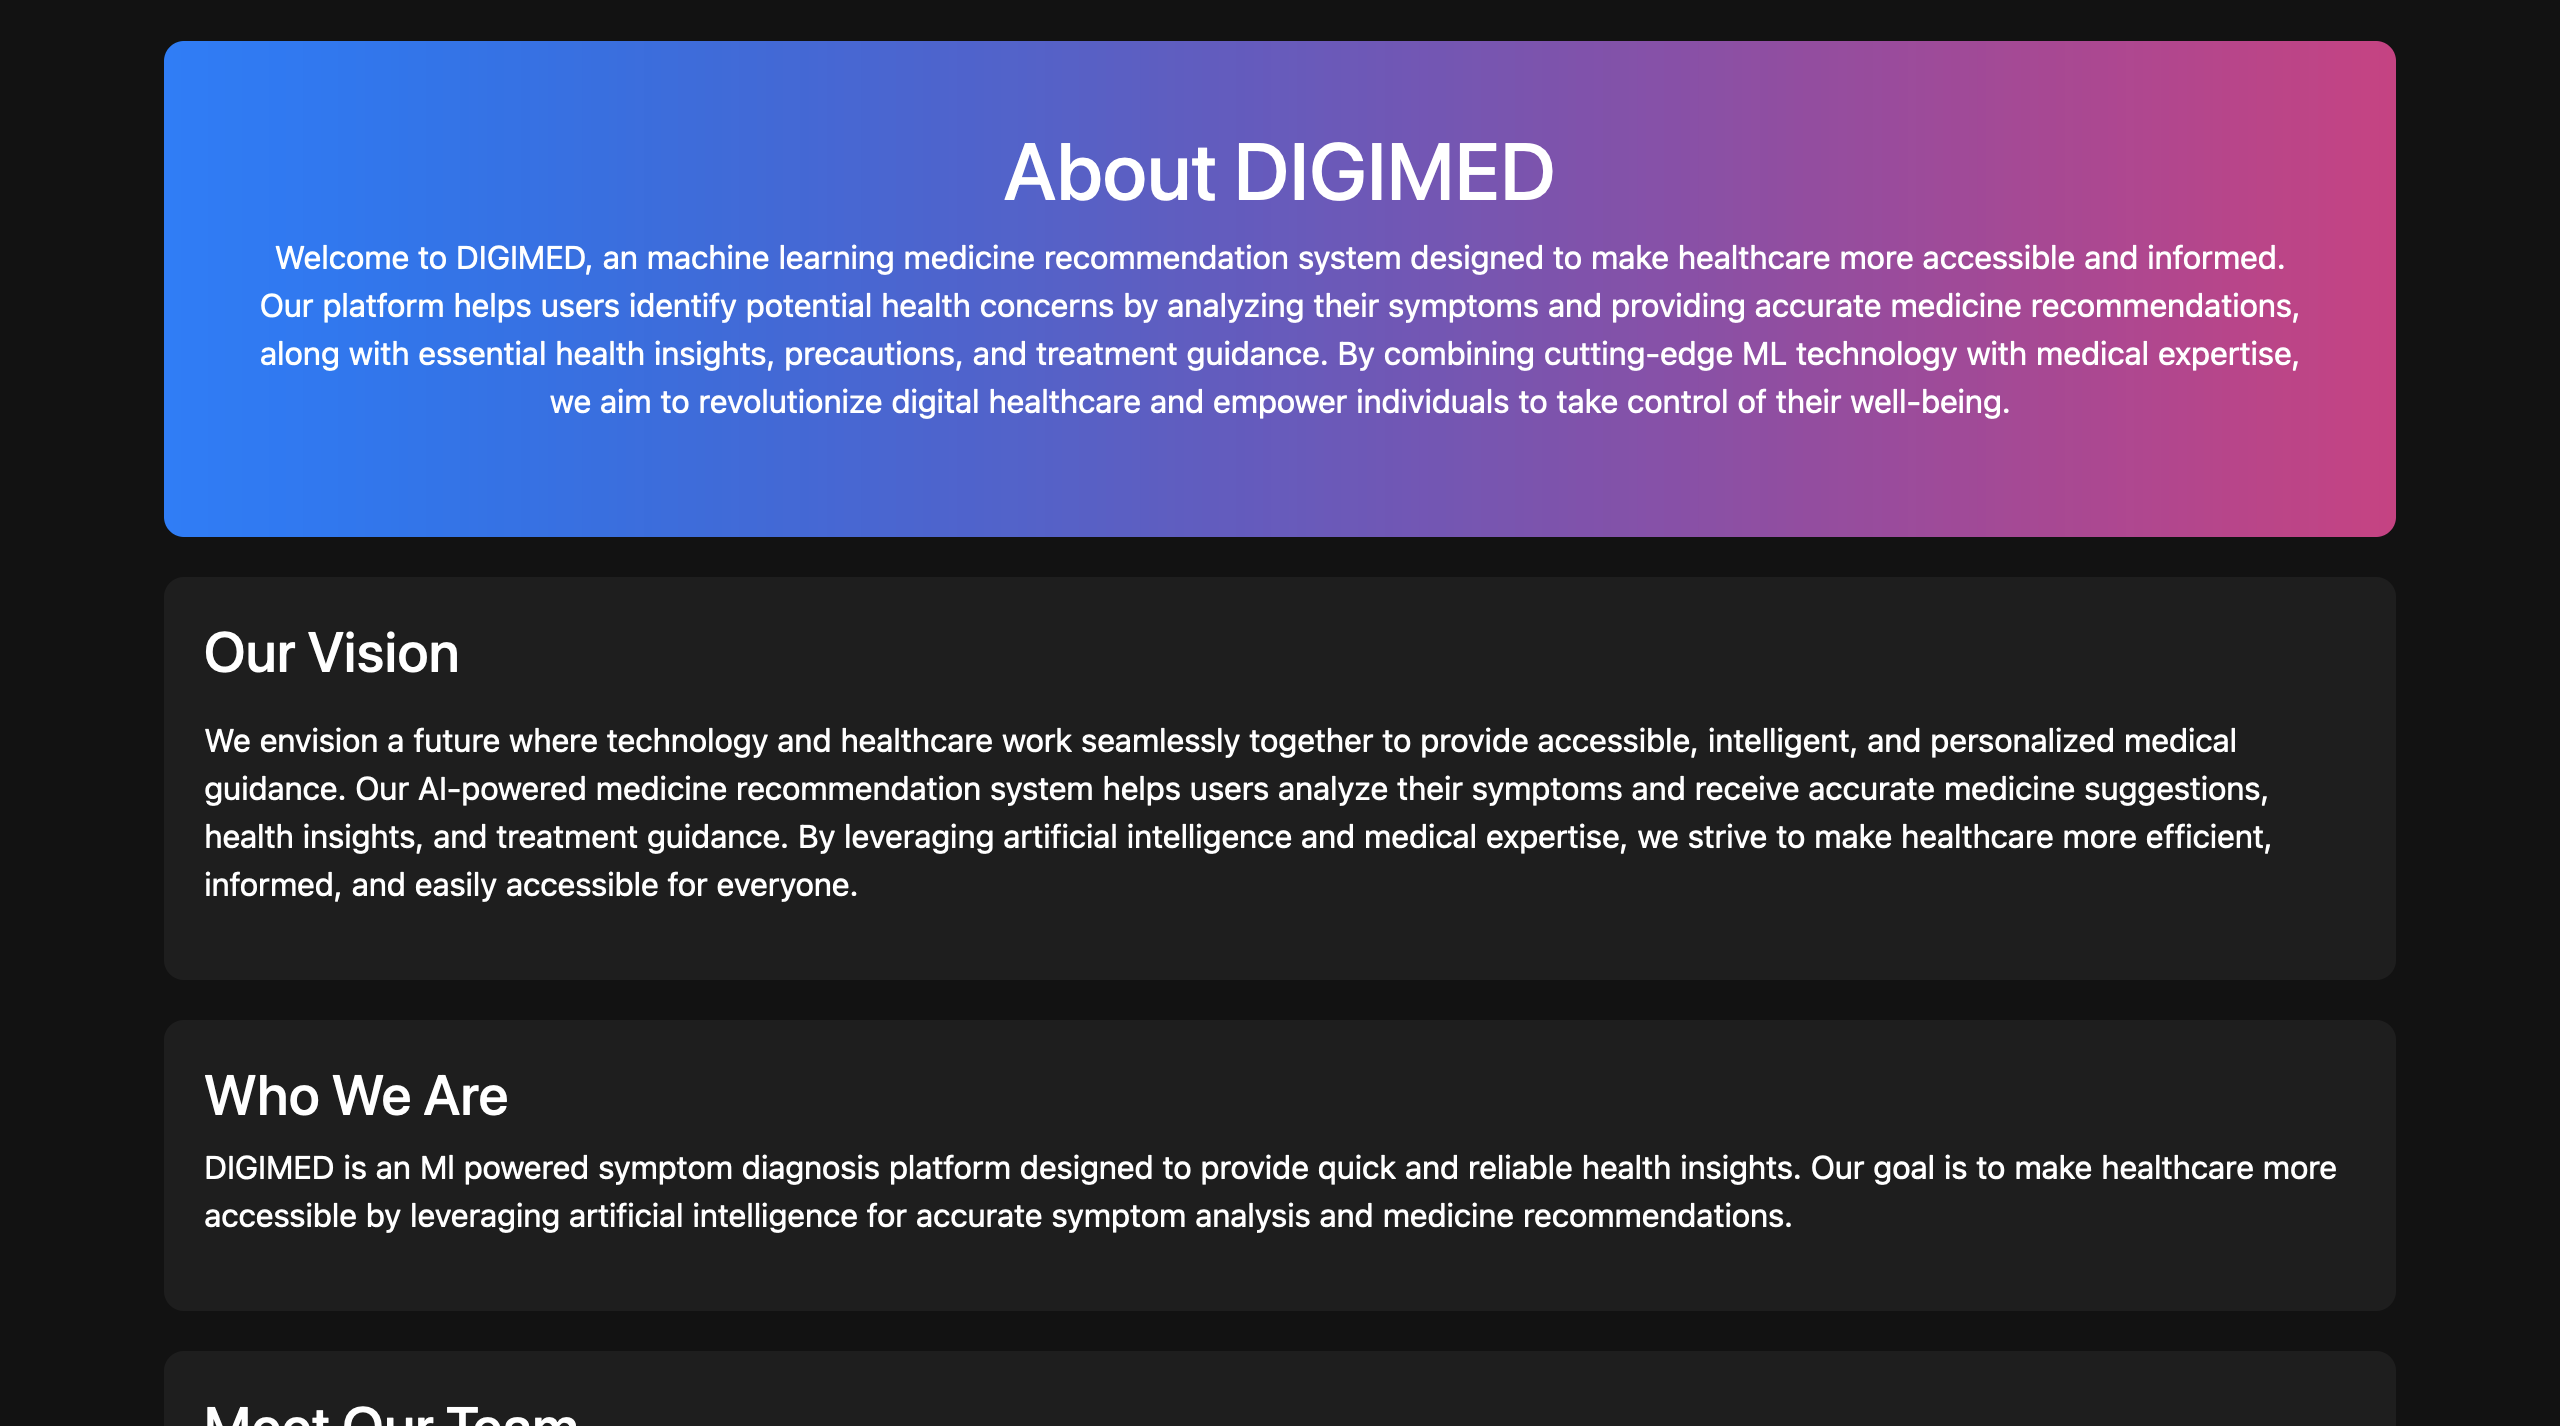 About DIGIMED
Welcome to DIGIMED, an machine learning medicine recommendation system designed to make healthcare more accessible and informed.
Our platform helps users identify potential health concerns by analyzing their symptoms and providing accurate medicine recommendations,
along with essential health insights, precautions, and treatment guidance. By combining cutting-edge ML technology with medical expertise,
we aim to revolutionize digital healthcare and empower individuals to take control of their well-being.
Our Vision
We envision a future where technology and healthcare work seamlessly together to provide accessible, intelligent, and personalized medical
guidance. Our AI-powered medicine recommendation system helps users analyze their symptoms and receive accurate medicine suggestions,
health insights, and treatment guidance. By leveraging artificial intelligence and medical expertise, we strive to make healthcare more efficient,
informed, and easily accessible for everyone.
Who We Are
DIGIMED is an Ml powered symptom diagnosis platform designed to provide quick and reliable health insights. Our goal is to make healthcare more
accessible by leveraging artificial intelligence for accurate symptom analysis and medicine recommendations.
Meet Our Team